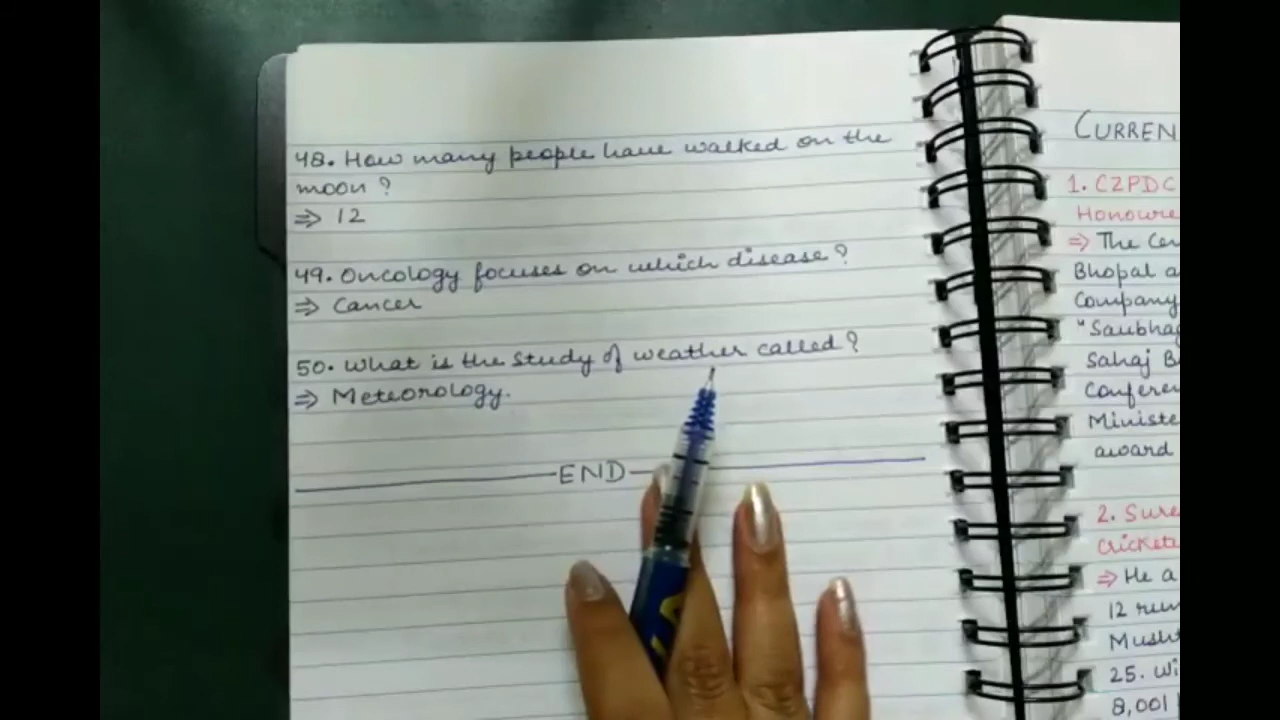 48. How many people have walked on the
moon ?
⇒ 12
49. Oncology focuses on which disease ?
⇒ Cancer
50. What is the study of weather called ?
⇒ Meteorology.
END
CURREN
1. CZPDC
Honoure
⇒ The Cen
Bhopal a
Company
"Saubhag
Sahaj B
Conferen
Ministe
award
2. Sure
Crickete
⇒ He a
12 run
Mush
25. Wi
8,001